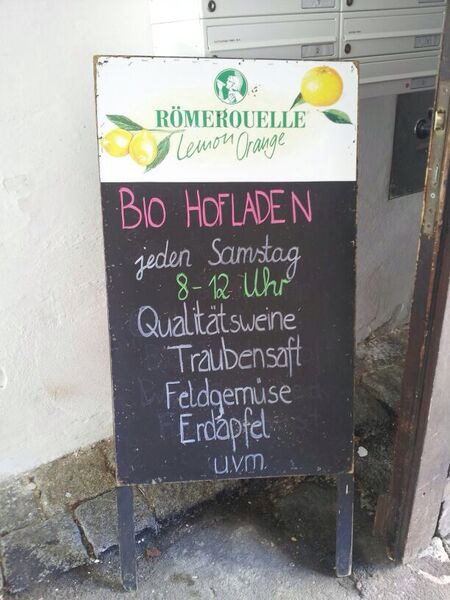 RÖMERQUELLE
Lemon Orange
BIO HOFLADEN
jeden Samstag
8-12 Uhr
Qualitätsweine
Traubensaft
Feldgemüse
Erdäpfel
u.v.m